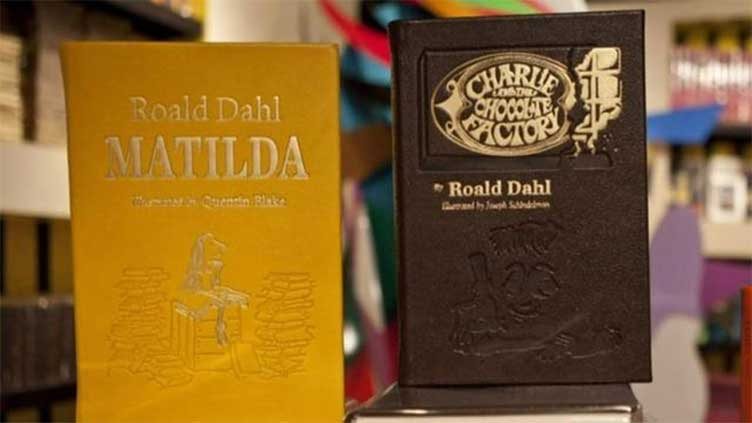 Roald Dahl
MATILDA
Illustrated by Quentin Blake
CHARLIE
AND THE
CHOCOLATE
FACTORY
By Roald Dahl
Illustrated by Joseph Schindelman